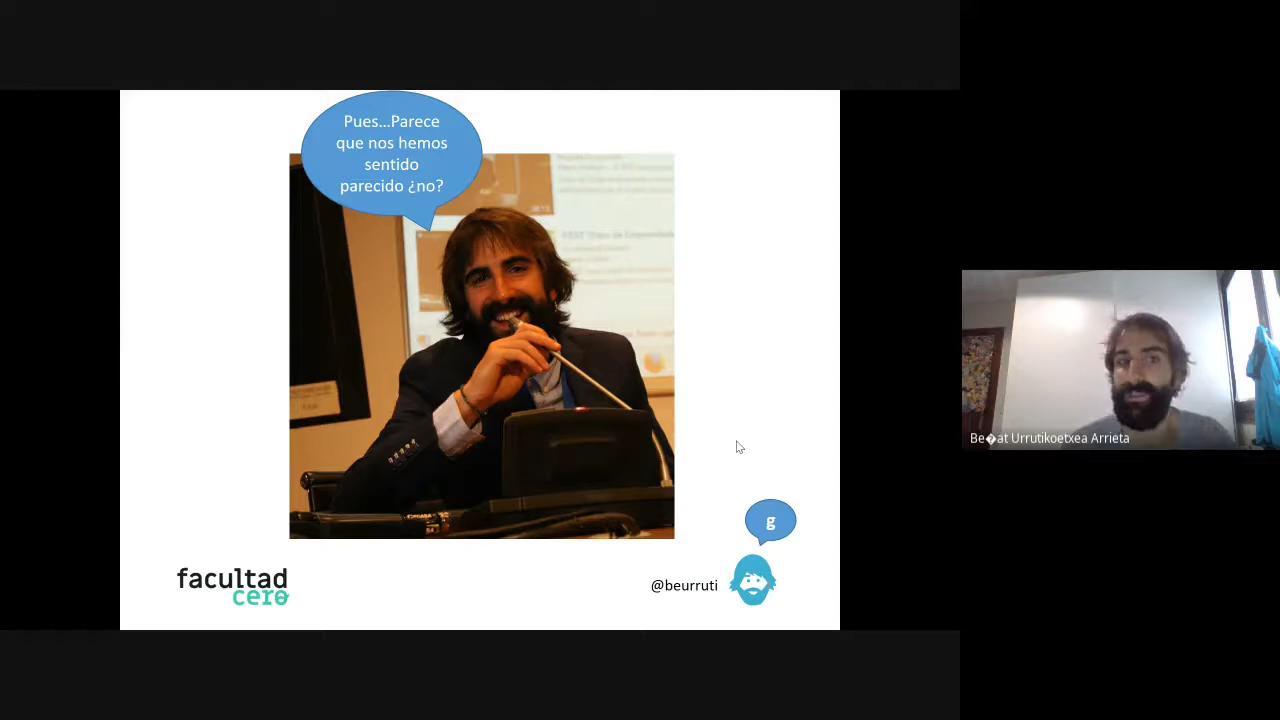 Pues...Parece
que nos hemos
sentido
parecido ¿no?
g
@beurruti
facultad
cero
Be�at Urrutikoetxea Arrieta